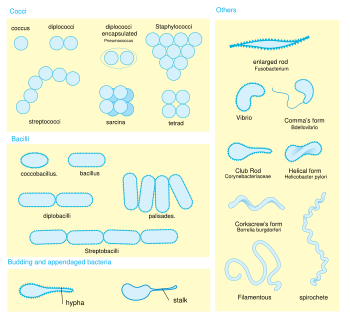 Cocci
coccus
diplococci
diplococci
encapsulated
Pneumococcus
Staphylococci
streptococci
sarcina
tetrad
Bacilli
coccobacillus.
bacillus
diplobacilli
palisades.
Streptobacilli
Budding and appendaged bacteria
hypha
stalk
Others
enlarged rod
Fusobacterium
Vibrio
Comma's form
Bdellovibrio
Club Rod
Corynebacteriaceae
Helical form
Helicobacter pylori
Corkscrew's form
Borrelia burgdorferi
Filamentous
spirochete